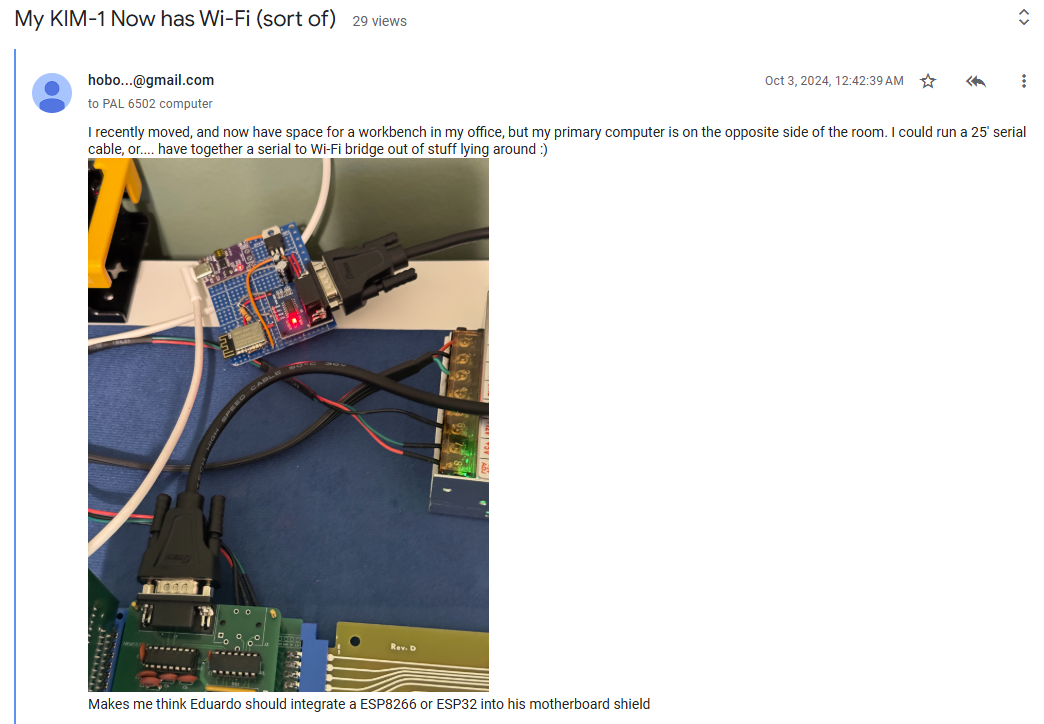 My KIM-1 Now has Wi-Fi (sort of) 29 views
hobo...@gmail.com Oct 3, 2024, 12:42:39 AM
to PAL 6502 computer
I recently moved, and now have space for a workbench in my office, but my primary computer is on the opposite side of the room. I could run a 25' serial
cable, or.... have together a serial to Wi-Fi bridge out of stuff lying around :)
SPEED CABLE
Rev. D
Makes me think Eduardo should integrate a ESP8266 or ESP32 into his motherboard shield